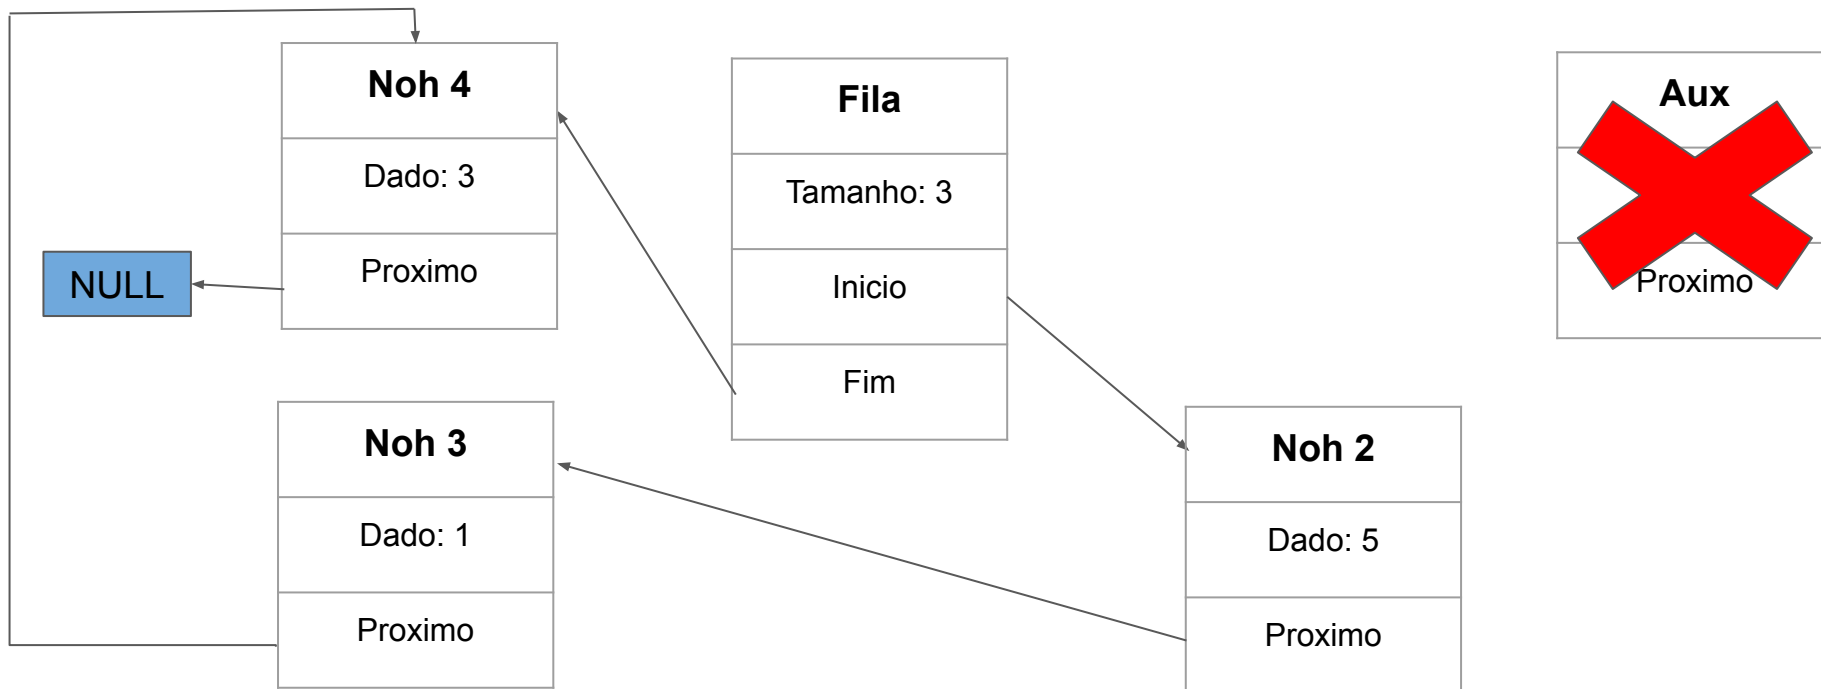 Noh 4
Dado: 3
Proximo
NULL
Fila
Tamanho: 3
Inicio
Fim
Aux
Proximo
Noh 3
Dado: 1
Proximo
Noh 2
Dado: 5
Proximo